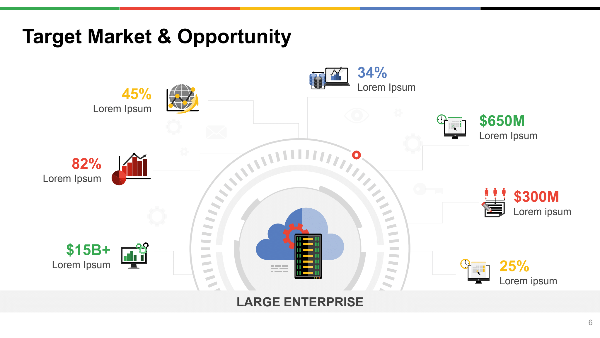 Target Market & Opportunity
34%
Lorem Ipsum
45%
Lorem Ipsum
$650M
Lorem Ipsum
82%
Lorem Ipsum
$300M
Lorem ipsum
$15B+
Lorem Ipsum
25%
Lorem ipsum
LARGE ENTERPRISE
6